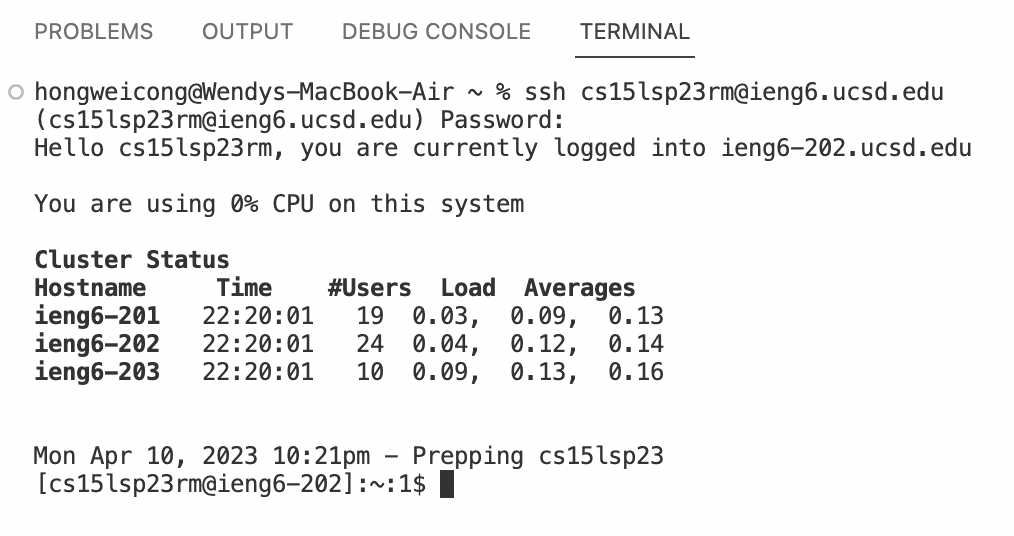 PROBLEMS OUTPUT DEBUG CONSOLE TERMINAL
hongweicong@Wendys-MacBook-Air ~ % ssh cs15lsp23rm@ieng6.ucsd.edu
(cs15lsp23rm@ieng6.ucsd.edu) Password:
Hello cs15lsp23rm, you are currently logged into ieng6-202.ucsd.edu
You are using 0% CPU on this system
Cluster Status
Hostname Time #Users Load Averages
ieng6-201 22:20:01 19 0.03, 0.09, 0.13
ieng6-202 22:20:01 24 0.04, 0.12, 0.14
ieng6-203 22:20:01 10 0.09, 0.13, 0.16
Mon Apr 10, 2023 10:21pm - Prepping cs15lsp23
[cs15lsp23rm@ieng6-202]:~:1$